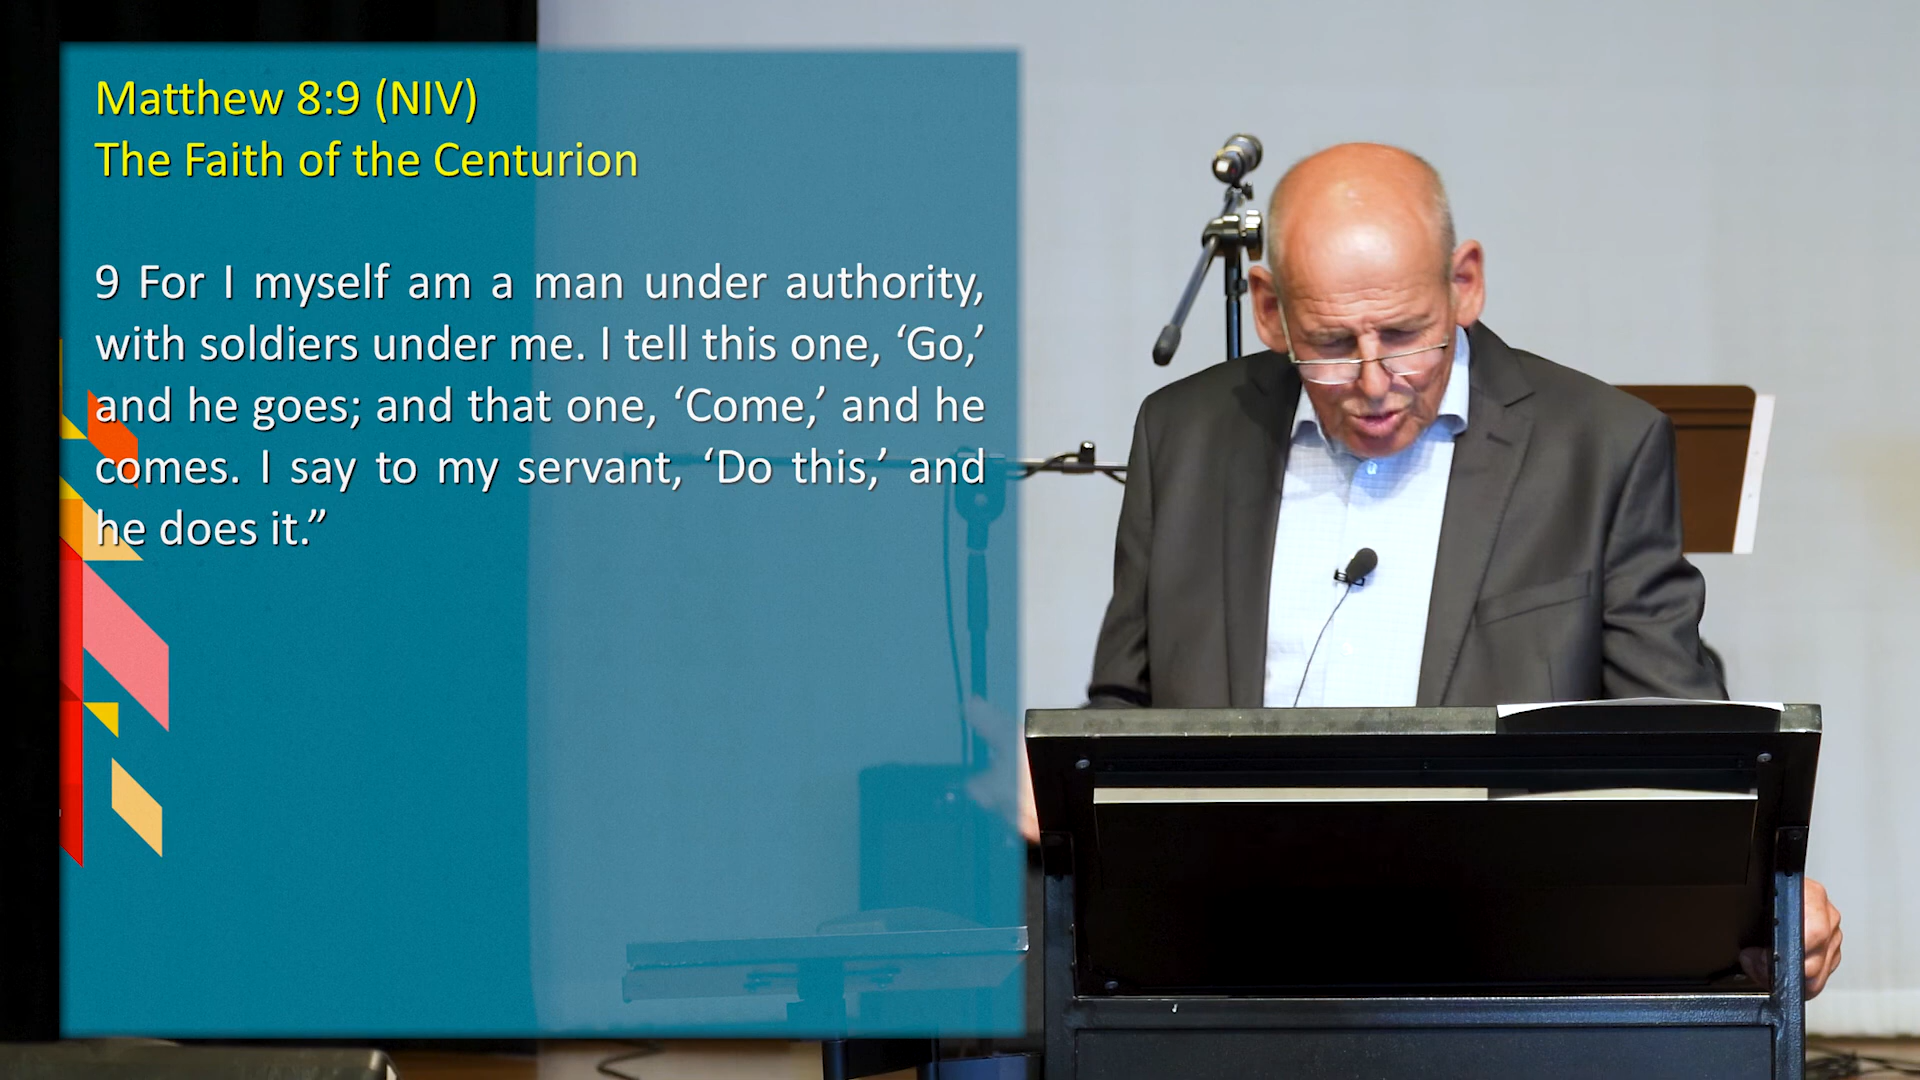 Matthew 8:9 (NIV)
The Faith of the Centurion
9 For I myself am a man under authority,
with soldiers under me. I tell this one, ‘Go,’
and he goes; and that one, ‘Come,’ and he
comes. I say to my servant, ‘Do this,’ and
he does it.”